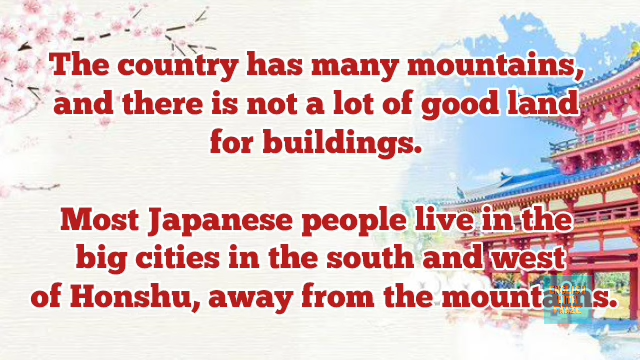 The country has many mountains,
and there is not a lot of good land
for buildings.
Most Japanese people live in the
big cities in the south and west
of Honshu, away from the mountains.